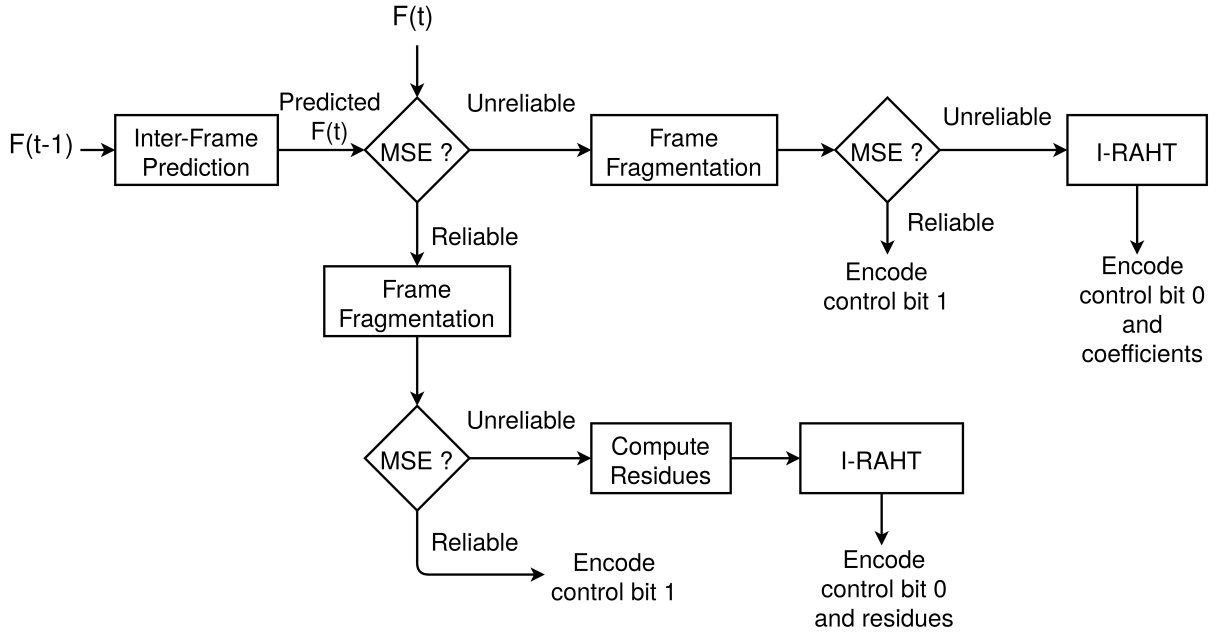 F(t)
F(t-1)
Inter-Frame
Prediction
Predicted
F(t)
MSE ?
Unreliable
Frame
Fragmentation
MSE ?
Unreliable
I-RAHT
Reliable
Reliable
Encode
control bit 1
Encode
control bit 0
and
coefficients
Frame
Fragmentation
MSE ?
Unreliable
Compute
Residues
I-RAHT
Reliable
Encode
control bit 1
Encode
control bit 0
and residues